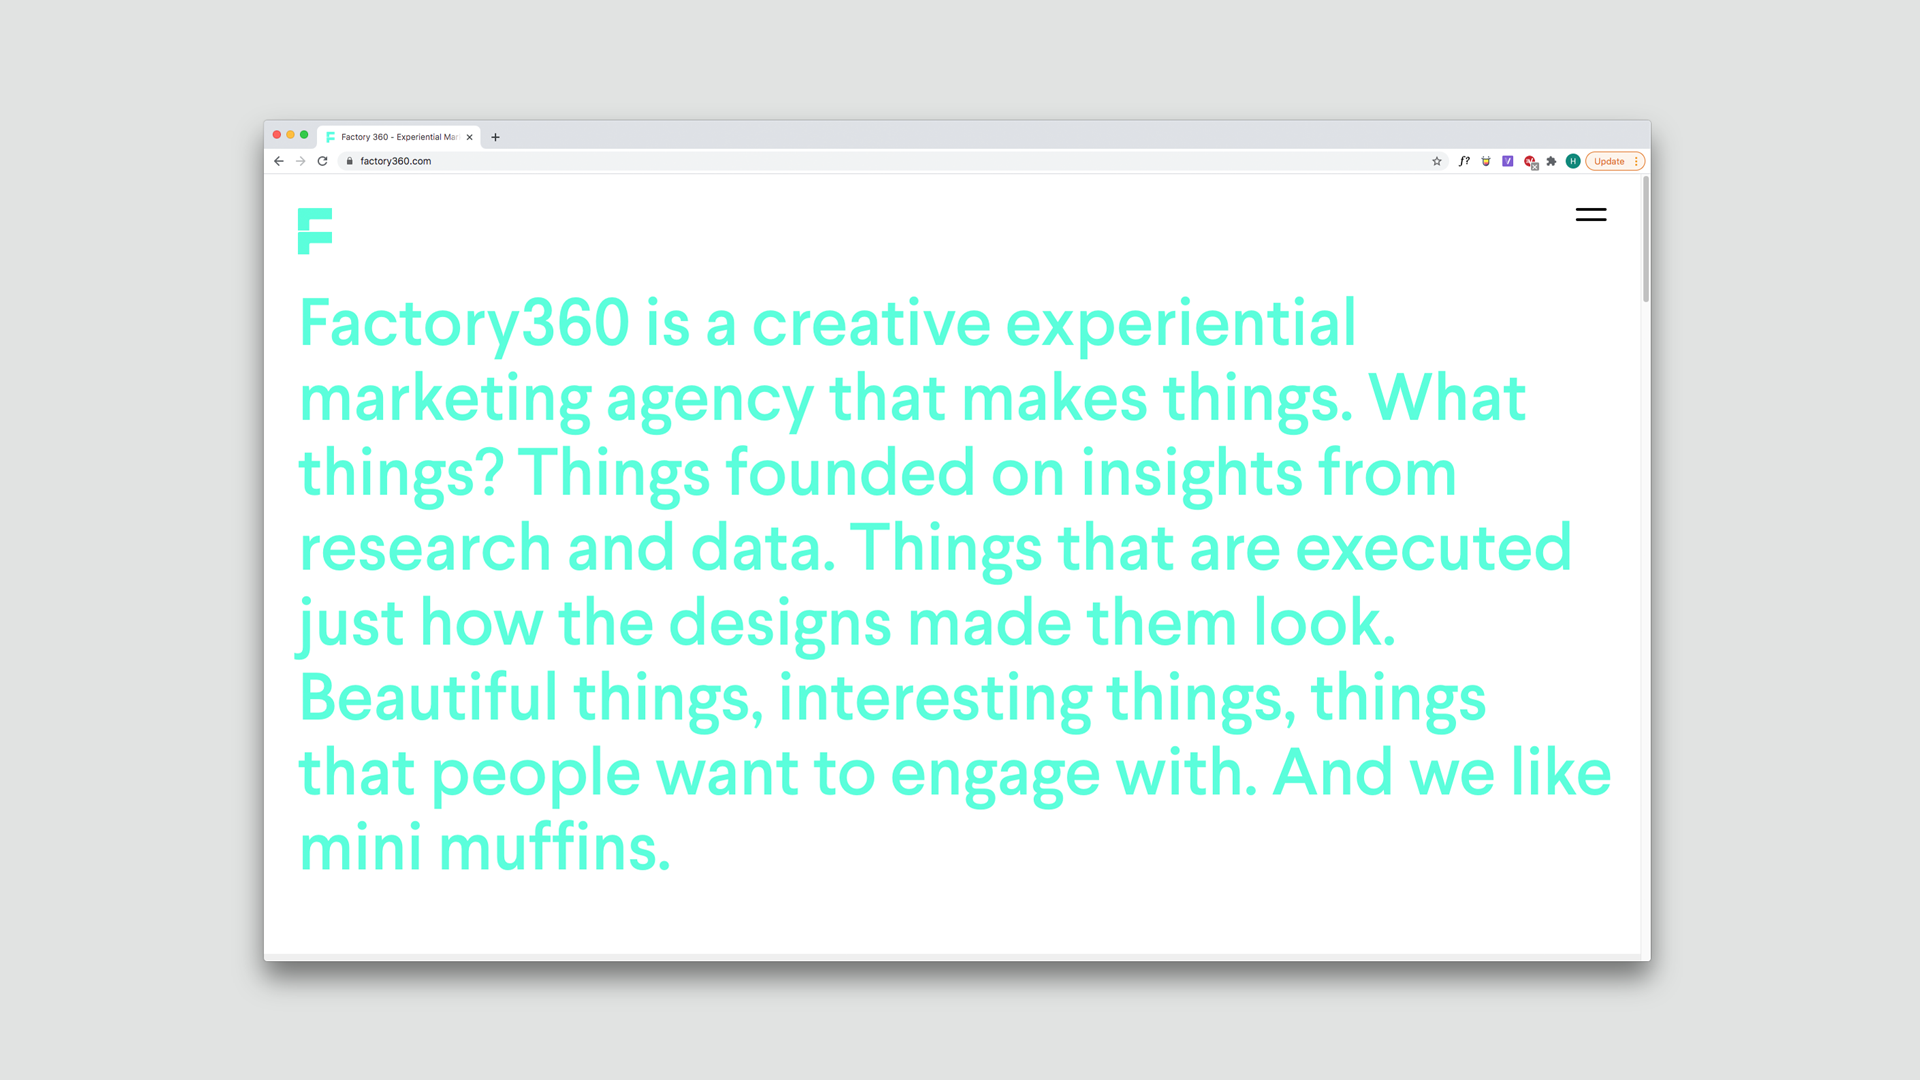 Factory 360 - Experiential Mar
factory360.com
f?
H
Update
F
Factory360 is a creative experiential
marketing agency that makes things. What
things? Things founded on insights from
research and data. Things that are executed
just how the designs made them look.
Beautiful things, interesting things, things
that people want to engage with. And we like
mini muffins.